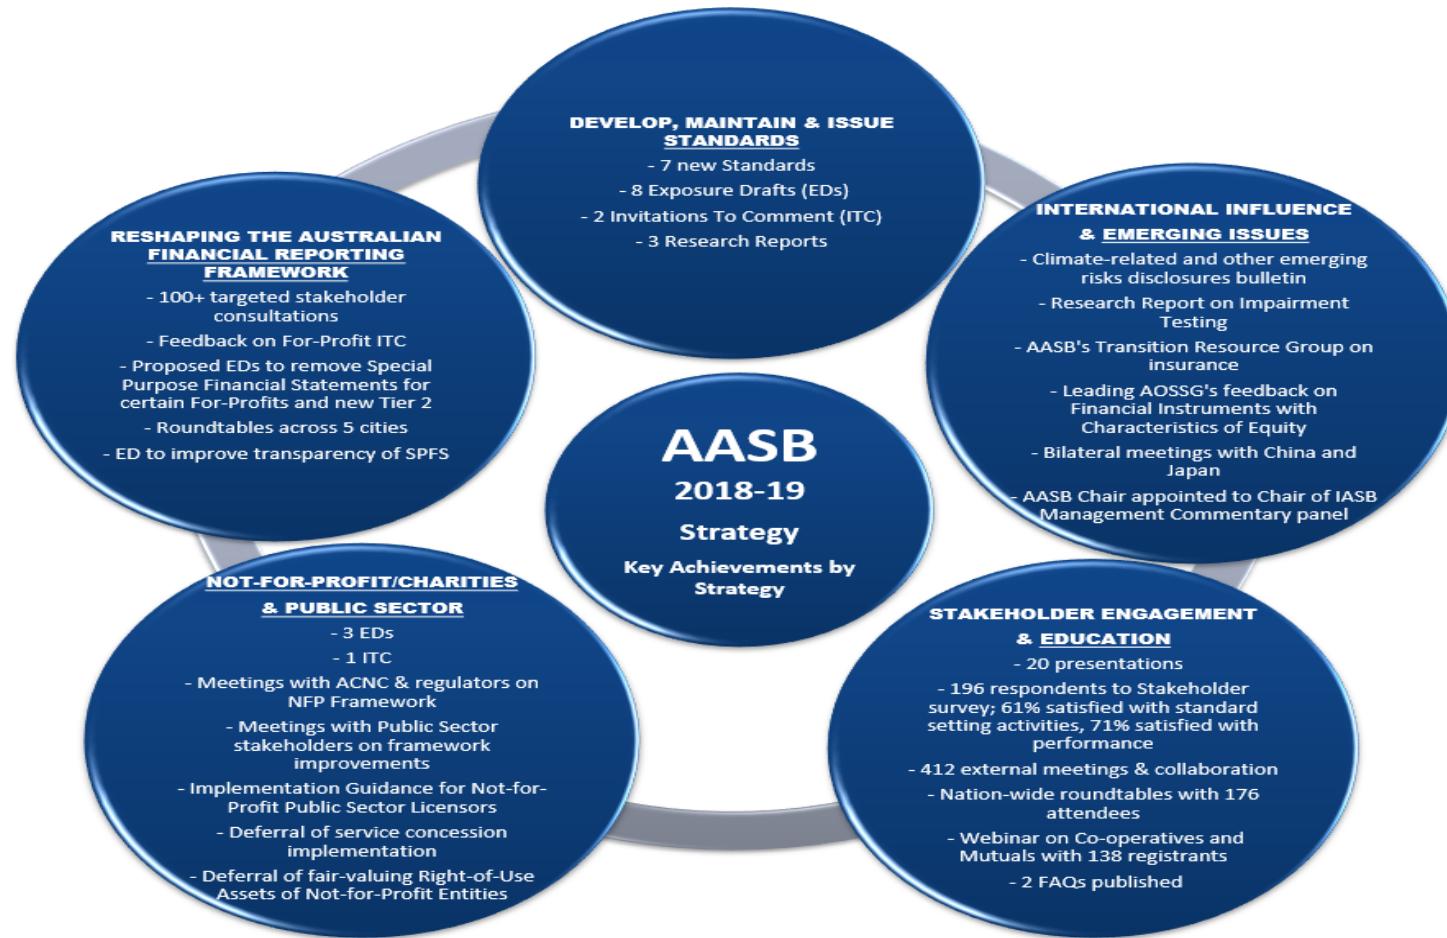 DEVELOP, MAINTAIN & ISSUE
STANDARDS
- 7 new Standards
- 8 Exposure Drafts (EDs)
- 2 Invitations To Comment (ITC)
- 3 Research Reports
INTERNATIONAL INFLUENCE
& EMERGING ISSUES
- Climate-related and other emerging
risks disclosures bulletin
- Research Report on Impairment
Testing
- AASB's Transition Resource Group on
insurance
- Leading AOSSG's feedback on
Financial Instruments with
Characteristics of Equity
- Bilateral meetings with China and
Japan
- AASB Chair appointed to Chair of IASB
Management Commentary panel
STAKEHOLDER ENGAGEMENT
& EDUCATION
- 20 presentations
- 196 respondents to Stakeholder
survey; 61% satisfied with standard
setting activities, 71% satisfied with
performance
- 412 external meetings & collaboration
- Nation-wide roundtables with 176
attendees
- Webinar on Co-operatives and
Mutuals with 138 registrants
- 2 FAQs published
NOT-FOR-PROFIT/CHARITIES
& PUBLIC SECTOR
- 3 EDs
- 1 ITC
- Meetings with ACNC & regulators on
NFP Framework
- Meetings with Public Sector
stakeholders on framework
improvements
- Implementation Guidance for Not-for-
Profit Public Sector Licensors
- Deferral of service concession
implementation
- Deferral of fair-valuing Right-of-Use
Assets of Not-for-Profit Entities
RESHAPING THE AUSTRALIAN
FINANCIAL REPORTING
FRAMEWORK
- 100+ targeted stakeholder
consultations
- Feedback on For-Profit ITC
- Proposed EDs to remove Special
Purpose Financial Statements for
certain For-Profits and new Tier 2
- Roundtables across 5 cities
- ED to improve transparency of SPFS
AASB
2018-19
Strategy
Key Achievements by
Strategy